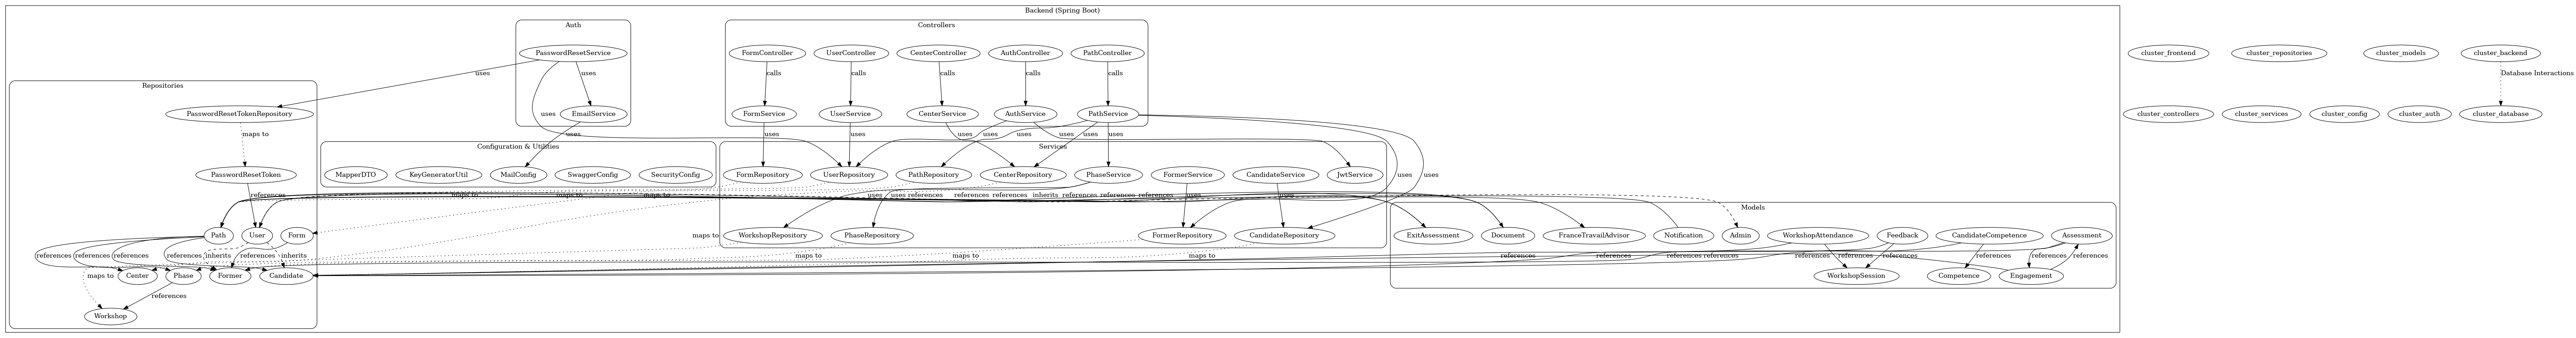 Backend (Spring Boot)
Auth
Controllers
PasswordResetService
FormController
UserController
CenterController
AuthController
PathController
cluster_frontend
cluster_repositories
cluster_models
cluster_backend
uses
uses
calls
calls
calls
calls
calls
Database Interactions
Repositories
PasswordResetTokenRepository
uses
EmailService
FormService
UserService
CenterService
AuthService
PathService
cluster_controllers
cluster_services
cluster_config
cluster_auth
cluster_database
maps to
uses
uses
uses
uses
uses
uses
uses
uses
uses
Configuration & Utilities
Services
PasswordResetToken
MapperDTO
KeyGeneratorUtil
MailConfig
SwaggerConfig
SecurityConfig
FormRepository
UserRepository
PathRepository
CenterRepository
PhaseService
FormerService
CandidateService
JwtService
uses
uses
references
maps to
maps to
maps to
uses
uses
references
references
references
inherits
references
references
references
uses
uses
Models
Path
User
Form
WorkshopRepository
PhaseRepository
FormerRepository
CandidateRepository
ExitAssessment
Document
FranceTravailAdvisor
Notification
Admin
WorkshopAttendance
Feedback
CandidateCompetence
Assessment
maps to
references
references
references
references
inherits
references
inherits
maps to
maps to
maps to
references
references
references
references
references
references
references
references
references
references
Center
Phase
Former
Candidate
WorkshopSession
Competence
Engagement
maps to
references
Workshop